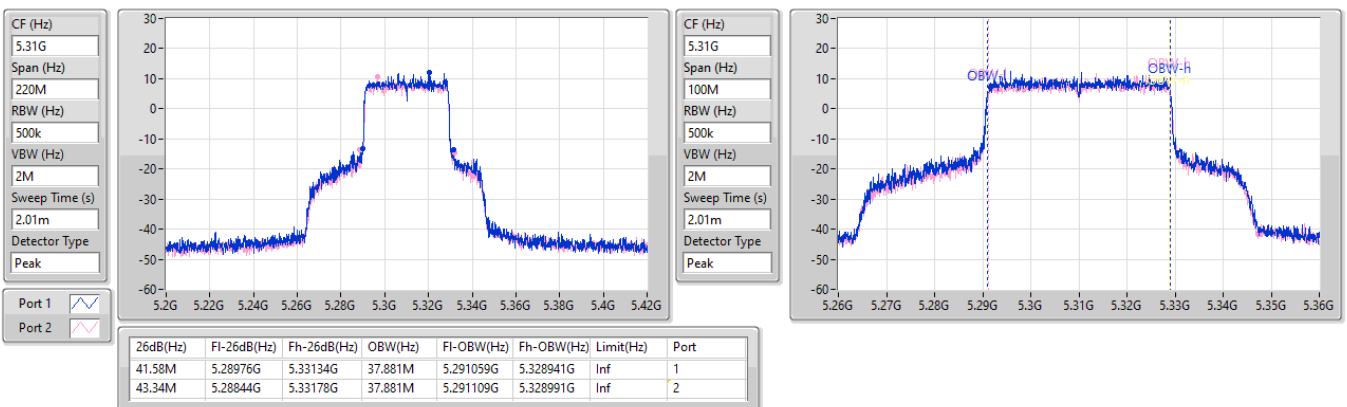 CF (Hz)
5.31G
Span (Hz)
220M
RBW (Hz)
500k
VBW (Hz)
2M
Sweep Time (s)
2.01m
Detector Type
Peak
Port 1
Port 2
30
20
10
0
-10
-20
-30
-40
-50
-60
5.2G 5.22G 5.24G 5.26G 5.28G 5.3G 5.32G 5.34G 5.36G 5.38G 5.4G 5.42G
CF (Hz)
5.31G
Span (Hz)
100M
RBW (Hz)
500k
VBW (Hz)
2M
Sweep Time (s)
2.01m
Detector Type
Peak
30
20
10
0
-10
-20
-30
-40
-50
-60
OBW-l
OBW-h
5.26G 5.27G 5.28G 5.29G 5.3G 5.31G 5.32G 5.33G 5.34G 5.35G 5.36G
26dB(Hz) Fl-26dB(Hz) Fh-26dB(Hz) OBW(Hz) Fl-OBW(Hz) Fh-OBW(Hz) Limit(Hz) Port
41.58M 5.28976G 5.33134G 37.881M 5.291059G 5.328941G Inf 1
43.34M 5.28844G 5.33178G 37.881M 5.291109G 5.328991G Inf 2